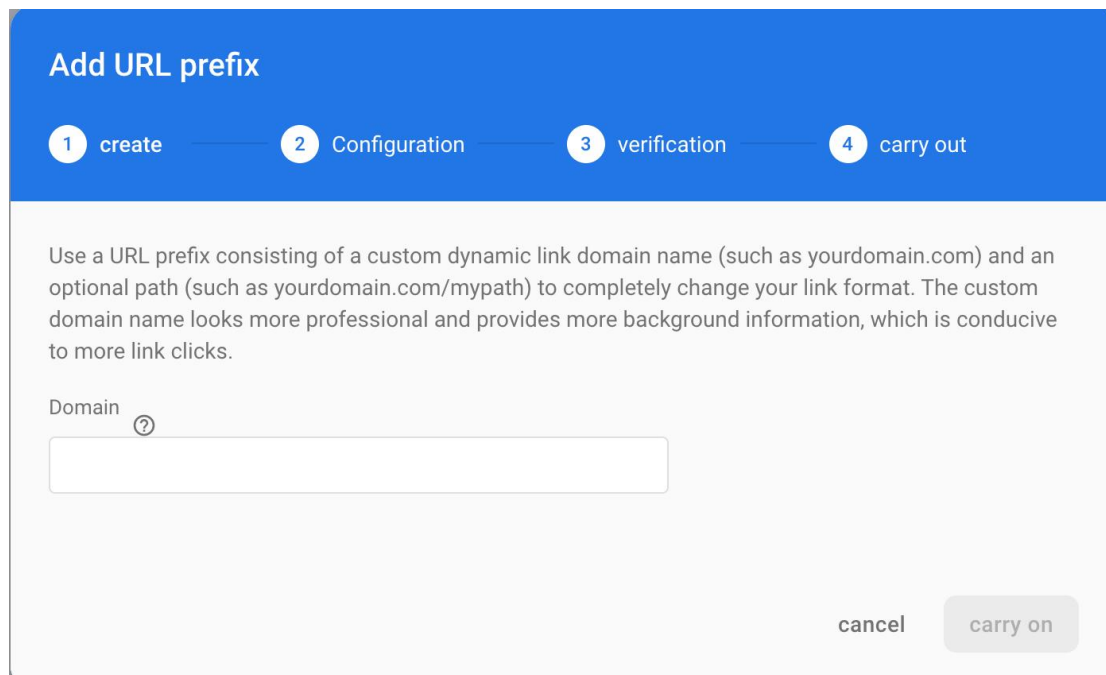 Add URL prefix
1 create 2 Configuration 3 verification 4 carry out
Use a URL prefix consisting of a custom dynamic link domain name (such as yourdomain.com) and an
optional path (such as yourdomain.com/mypath) to completely change your link format. The custom
domain name looks more professional and provides more background information, which is conducive
to more link clicks.
Domain ?
cancel carry on